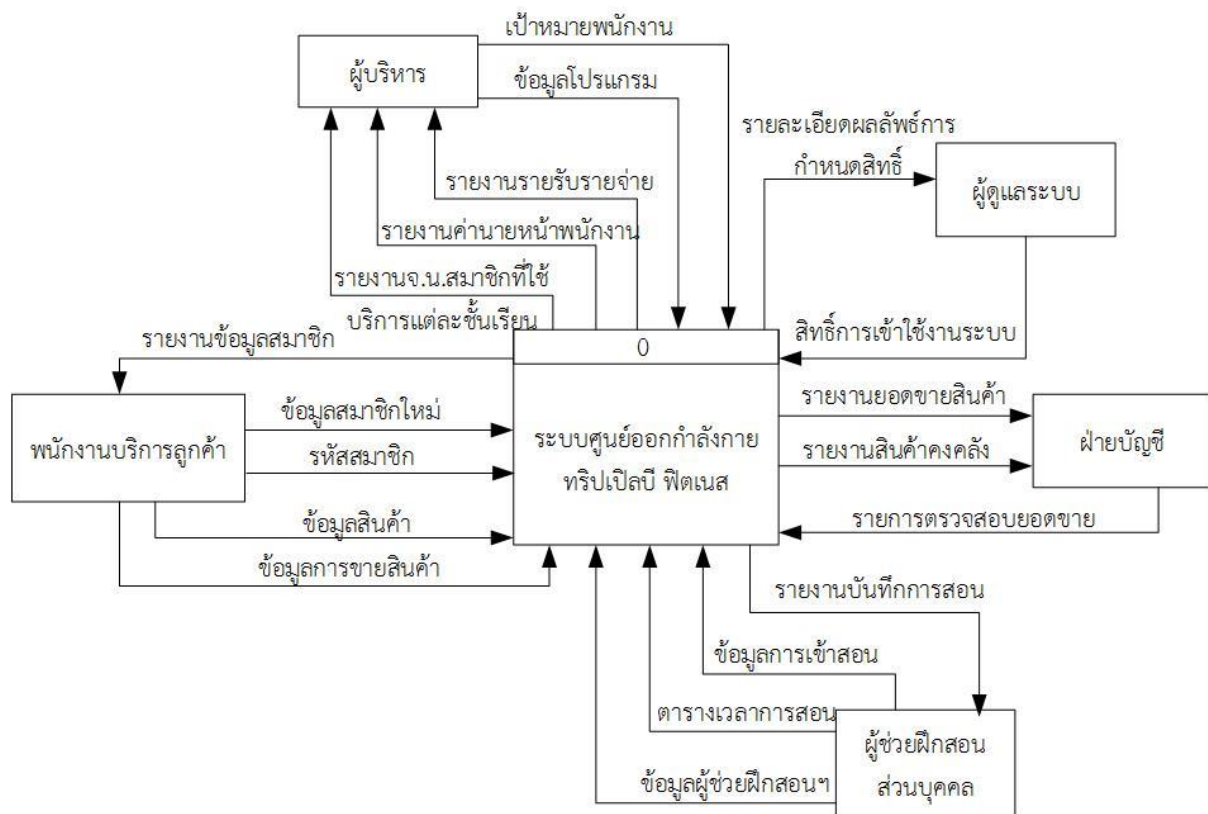 เป้าหมายพนักงาน
ผู้บริหาร
ข้อมูลโปรแกรม
รายละเอียดผลลัพธ์การ
กำหนดสิทธิ์
ผู้ดูแลระบบ
รายงานรายรับรายจ่าย
รายงานค่านายหน้าพนักงาน
รายงานจ.น.สมาชิกที่ใช้
บริการแต่ละชั้นเรียน
รายงานข้อมูลสมาชิก
0
สิทธิ์การเข้าใช้งานระบบ
พนักงานบริการลูกค้า
ข้อมูลสมาชิกใหม่
รหัสสมาชิก
ข้อมูลสินค้า
ข้อมูลการขายสินค้า
ระบบศูนย์ออกกำลังกาย
ทริปเปิลบี ฟิตเนส
รายงานยอดขายสินค้า
รายงานสินค้าคงคลัง
ฝ่ายบัญชี
รายการตรวจสอบยอดขาย
รายงานบันทึกการสอน
ข้อมูลการเข้าสอน
ตารางเวลาการสอน
ข้อมูลผู้ช่วยฝึกสอนฯ
ผู้ช่วยฝึกสอน
ส่วนบุคคล